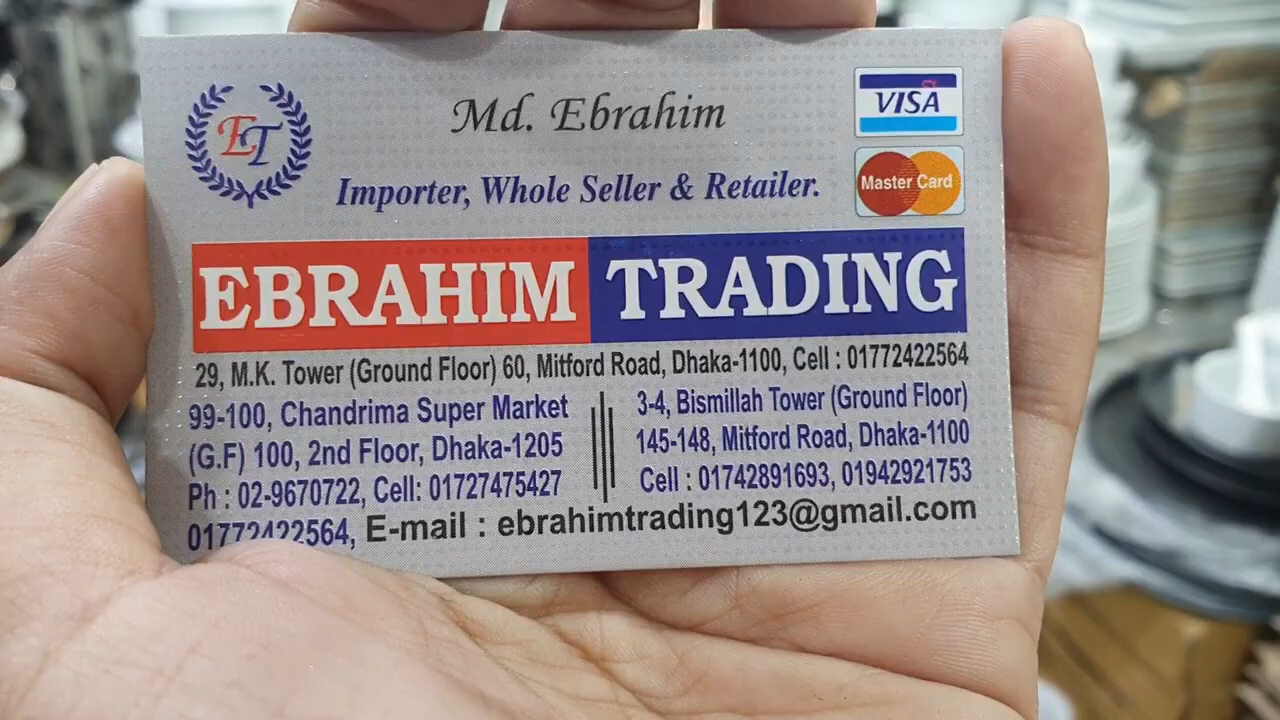 ET
Md. Ebrahim
VISA
Master Card
Importer, Whole Seller & Retailer.
EBRAHIM TRADING
29, M.K. Tower (Ground Floor) 60, Mitford Road, Dhaka-1100, Cell : 01772422564
99-100, Chandrima Super Market
(G.F) 100, 2nd Floor, Dhaka-1205
Ph : 02-9670722, Cell: 01727475427
01772422564, E-mail : ebrahimtrading123@gmail.com
3-4, Bismillah Tower (Ground Floor)
145-148, Mitford Road, Dhaka-1100
Cell : 01742891693, 01942921753